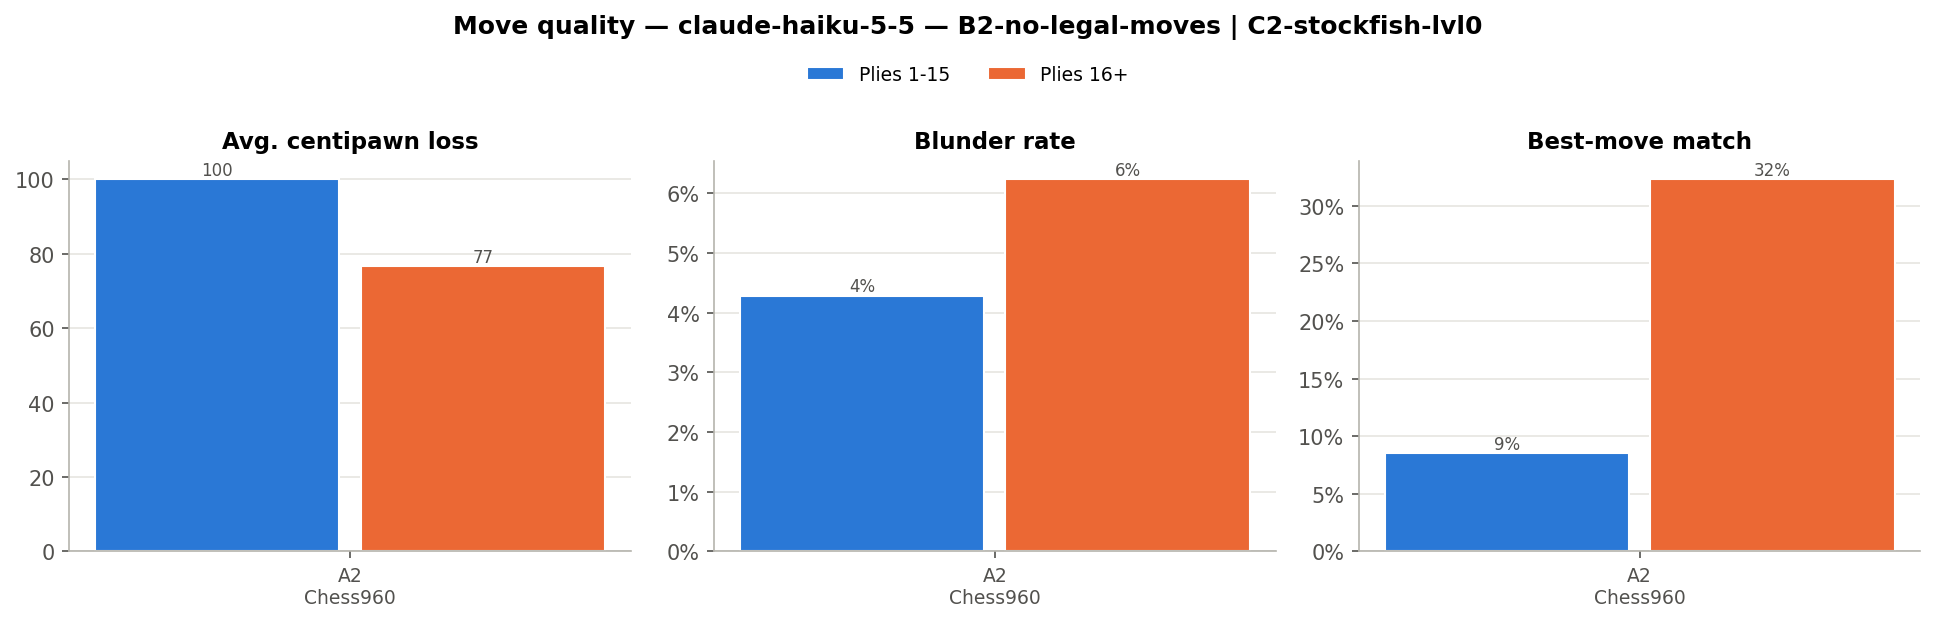 Move quality — claude-haiku-5-5 — B2-no-legal-moves | C2-stockfish-lvl0
Plies 1-15
Plies 16+
Avg. centipawn loss
100
80
60
40
20
0
100
77
A2
Chess960
Blunder rate
6%
5%
4%
3%
2%
1%
0%
4%
6%
A2
Chess960
Best-move match
30%
25%
20%
15%
10%
5%
0%
9%
32%
A2
Chess960